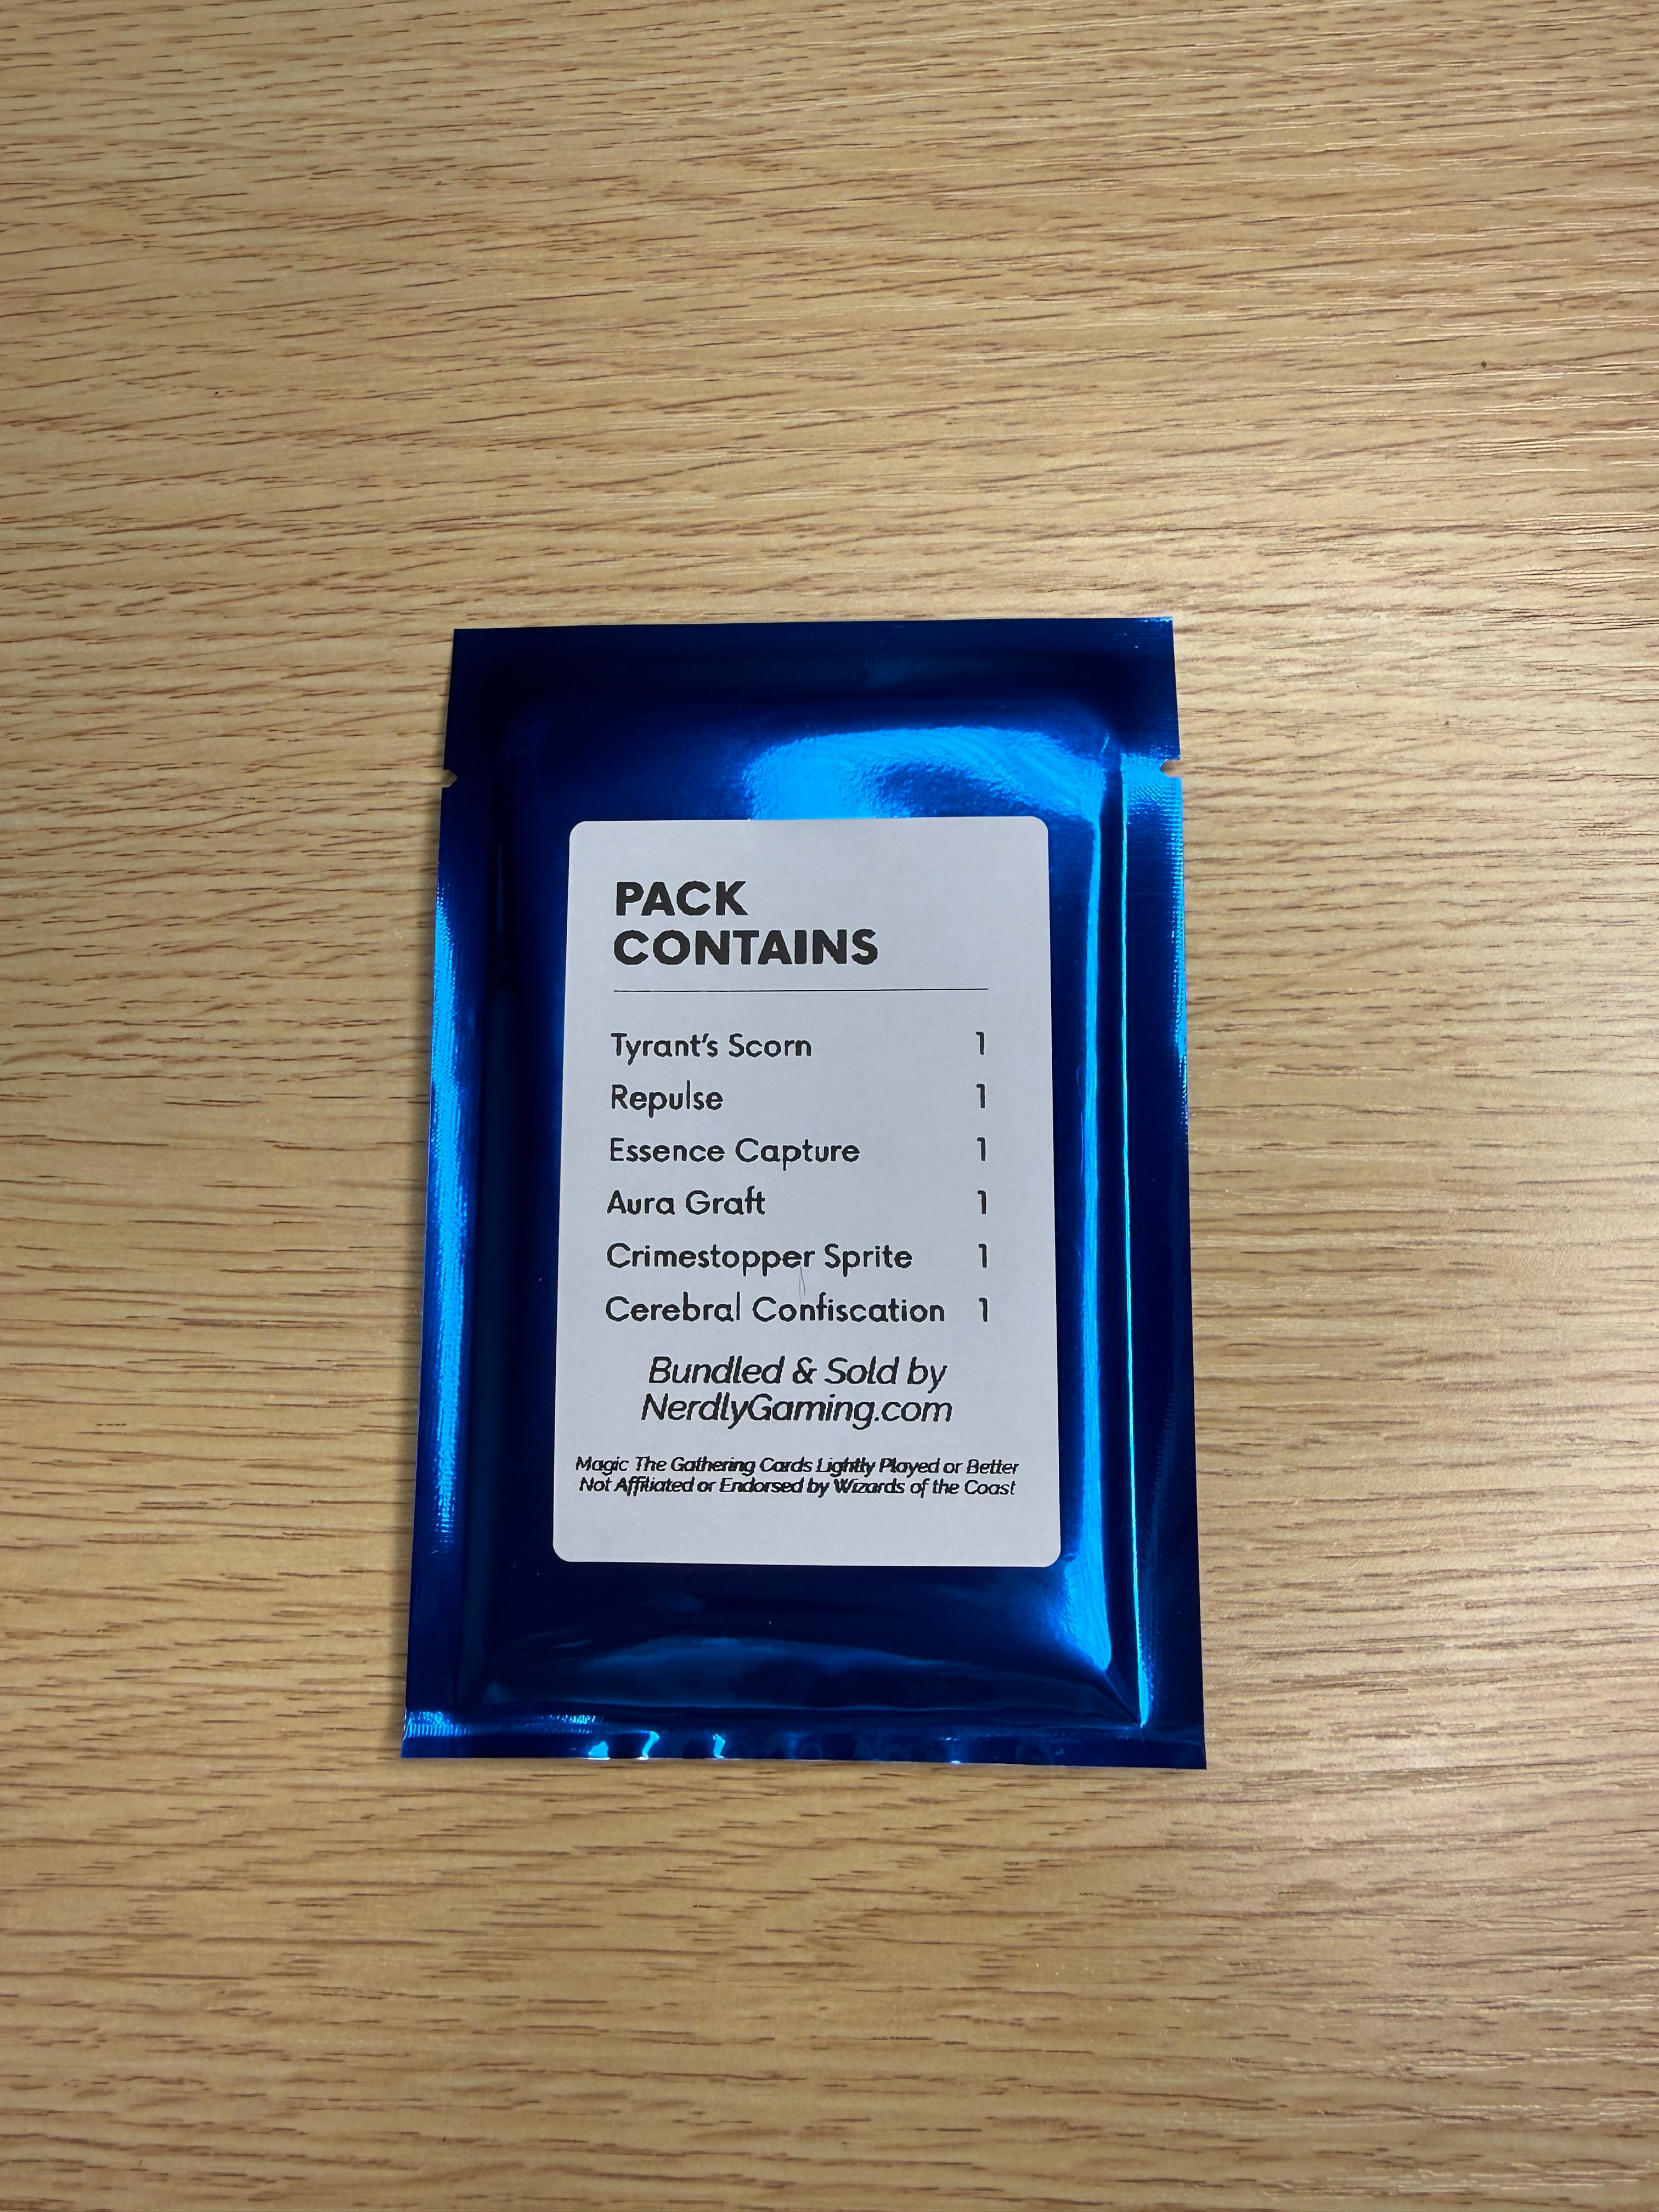 PACK
CONTAINS
Tyrant's Scorn 1
Repulse 1
Essence Capture 1
Aura Graft 1
Crimestopper Sprite 1
Cerebral Confiscation 1
Bundled & Sold by
NerdlyGaming.com
Magic The Gathering Cards Lightly Played or Better
Not Affiliated or Endorsed by Wizards of the Coast